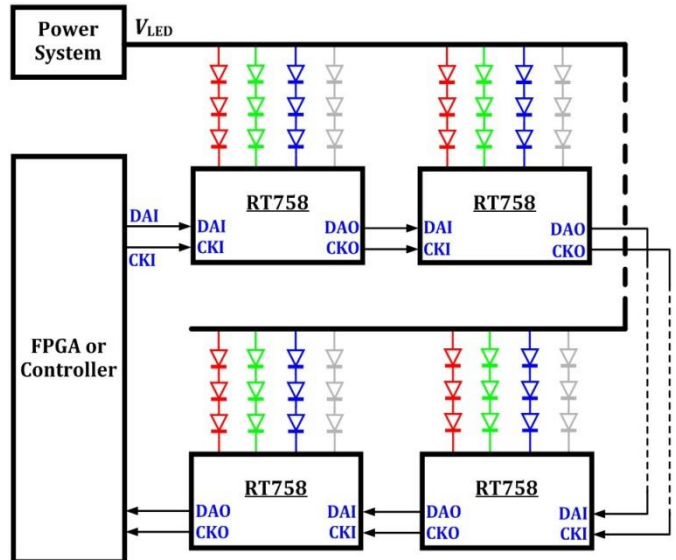 Power
System
VLED
RT758
RT758
DAI
DAI
DAO
DAI
DAO
CKI
CKI
CKO
CKI
CKO
FPGA or
Controller
RT758
RT758
DAO
DAI
DAO
DAI
CKO
CKI
CKO
CKI